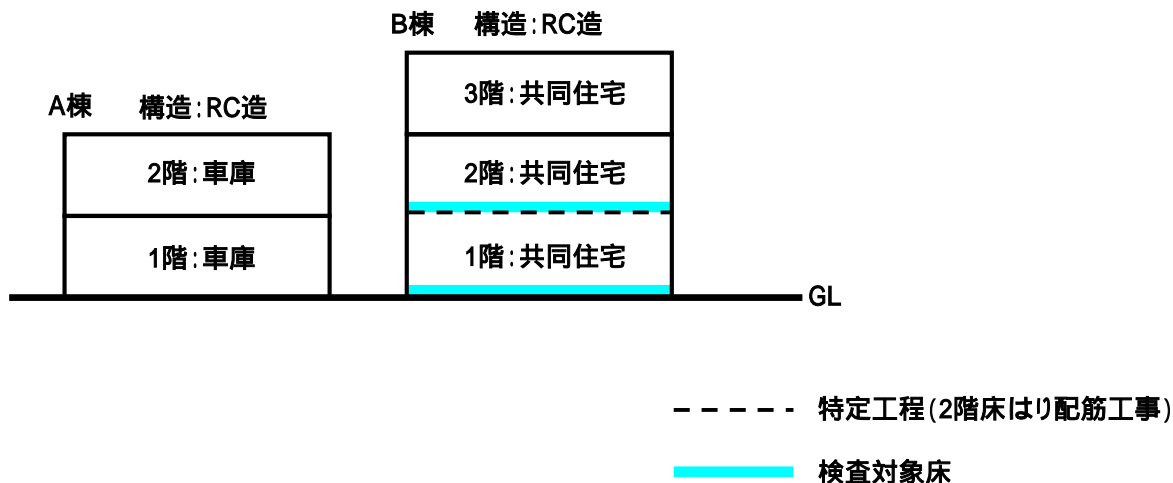 B棟 構造:RC造
3階:共同住宅
A棟 構造:RC造
2階:車庫
2階:共同住宅
1階:車庫
1階:共同住宅
GL
特定工程(2階床はり配筋工事)
検査対象床